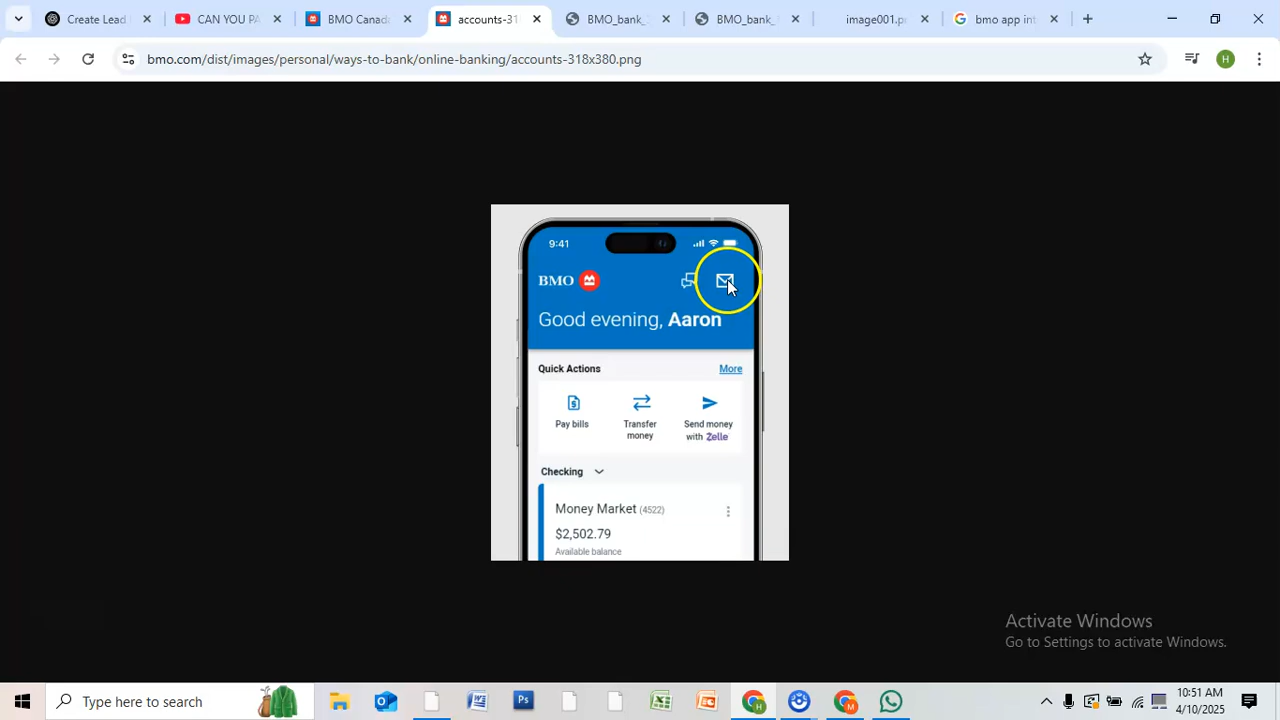 Create Lead
CAN YOU PA
BMO Canada
accounts-31
BMO_bank_
BMO_bank_
image001.p
bmo app int
bmo.com/dist/images/personal/ways-to-bank/online-banking/accounts-318x380.png
H
9:41
BMO
Good evening, Aaron
Quick Actions
More
Pay bills
Transfer
money
Send money
with Zelle
Checking
Money Market (4522)
$2,502.79
Available balance
Activate Windows
Go to Settings to activate Windows.
Type here to search
10:51 AM
4/10/2025